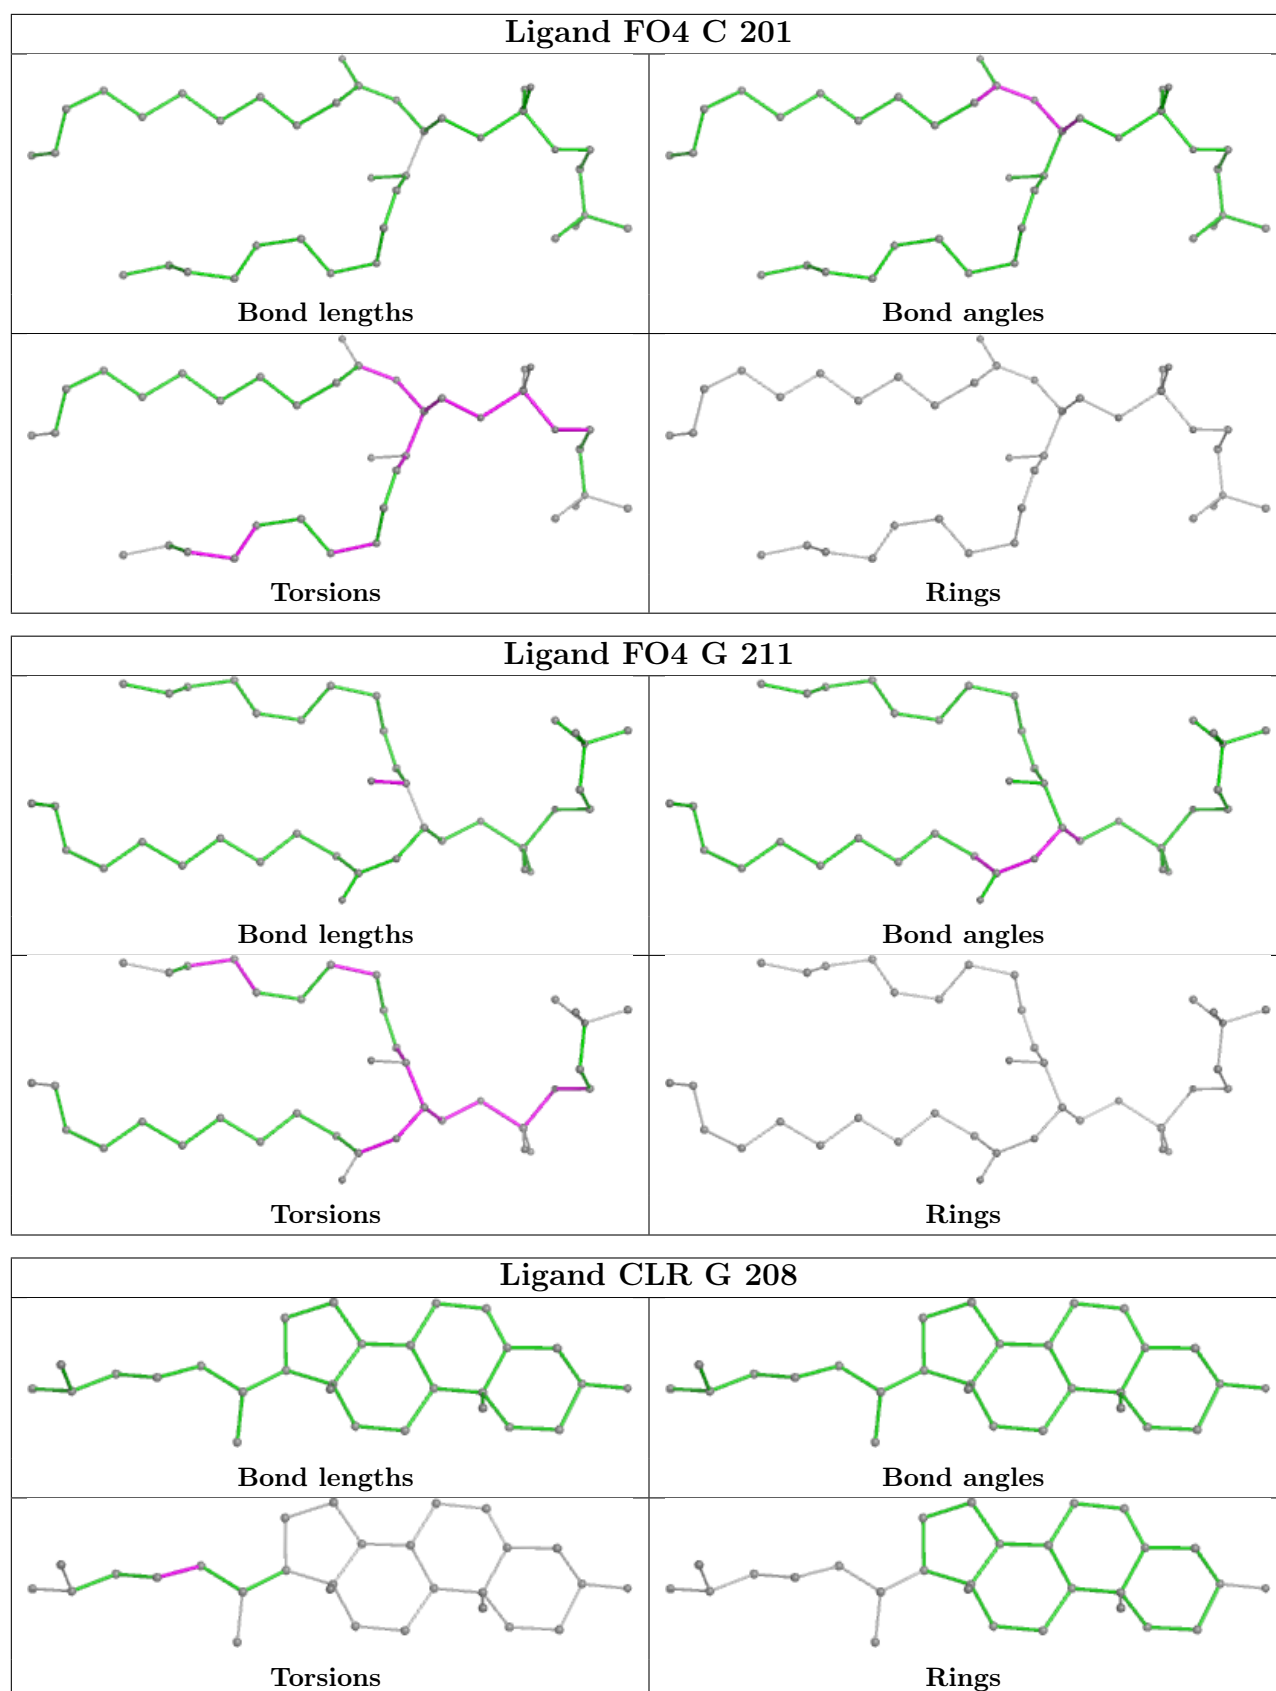 Ligand FO4 C 201
Bond lengths
Bond angles
Torsions
Rings
Ligand FO4 G 211
Bond lengths
Bond angles
Torsions
Rings
Ligand CLR G 208
Bond lengths
Bond angles
Torsions
Rings